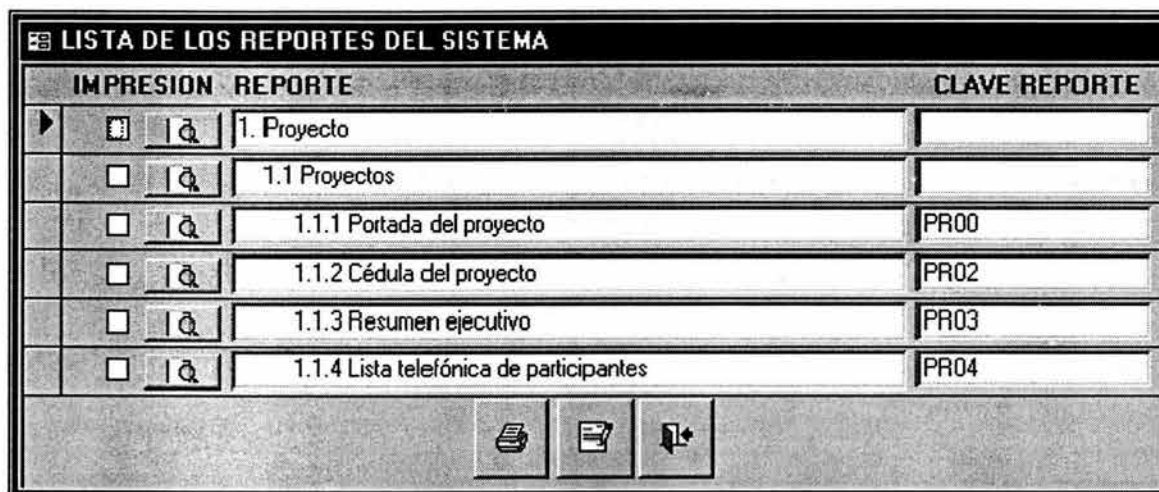 LISTA DE LOS REPORTES DEL SISTEMA
IMPRESION REPORTE CLAVE REPORTE
1. Proyecto
1.1 Proyectos
1.1.1 Portada del proyecto PR00
1.1.2 Cédula del proyecto PR02
1.1.3 Resumen ejecutivo PR03
1.1.4 Lista telefónica de participantes PR04